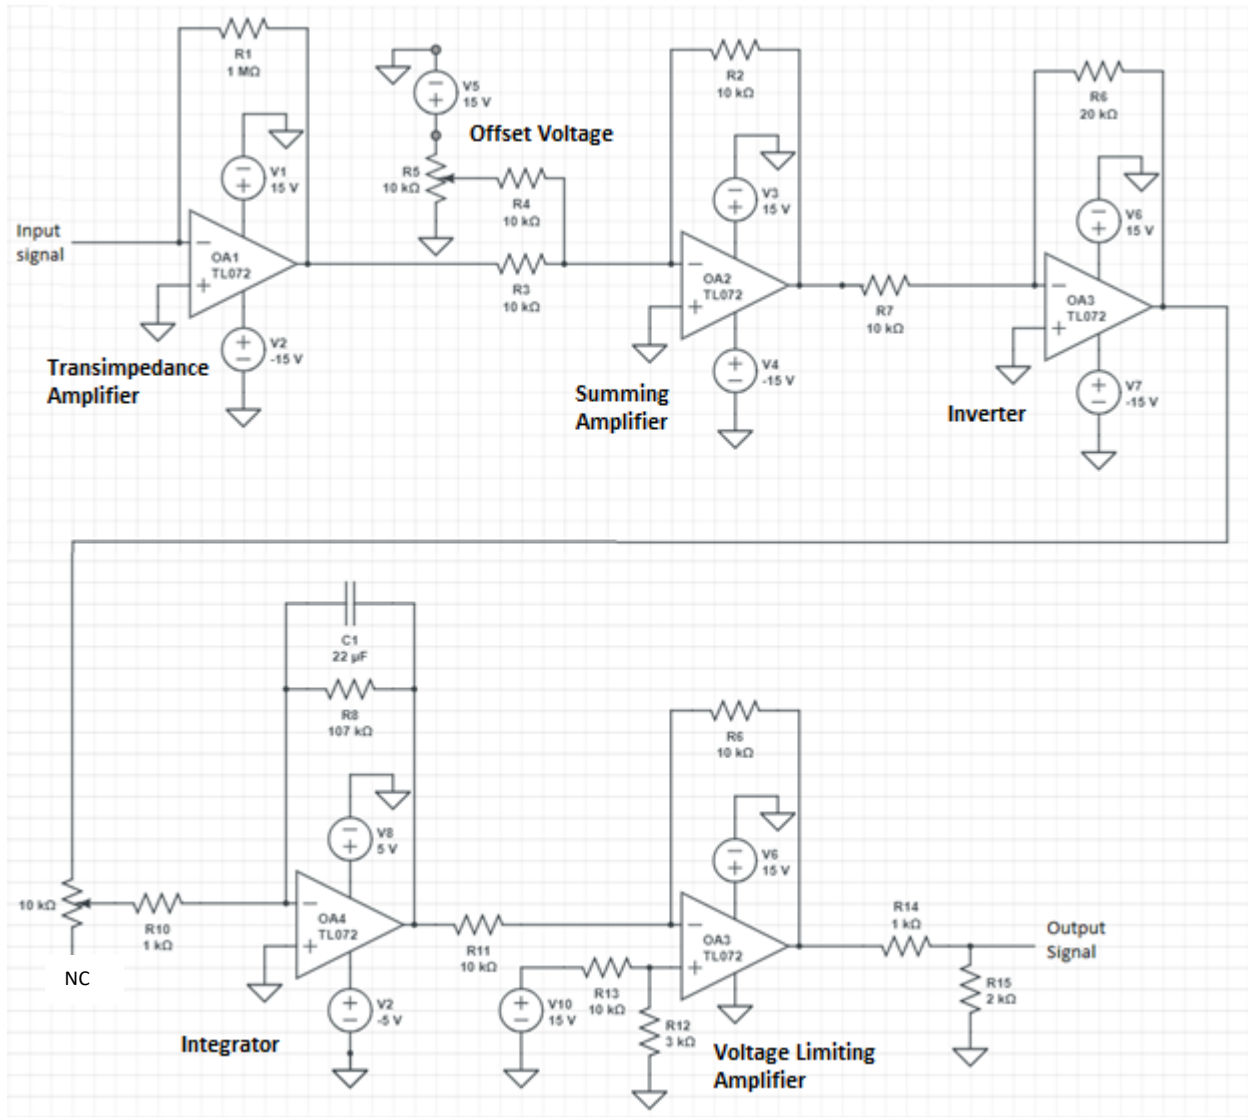 R1
1 MΩ
V5
15 V
Offset Voltage
R2
10 kΩ
R6
20 kΩ
V1
15 V
R5
10 kΩ
R4
10 kΩ
V3
15 V
V6
15 V
Input
signal
OA1
TL072
R3
10 kΩ
OA2
TL072
R7
10 kΩ
OA3
TL072
V2
-15 V
Transimpedance
Amplifier
V4
-15 V
Summing
Amplifier
V7
-15 V
Inverter
C1
22 µF
R8
107 kΩ
R6
10 kΩ
V8
5 V
V6
15 V
10 kΩ
R10
1 kΩ
OA4
TL072
R11
10 kΩ
OA3
TL072
R14
1 kΩ
Output
Signal
NC
V2
-5 V
V10
15 V
R13
10 kΩ
R12
3 kΩ
R15
2 kΩ
Integrator
Voltage Limiting
Amplifier